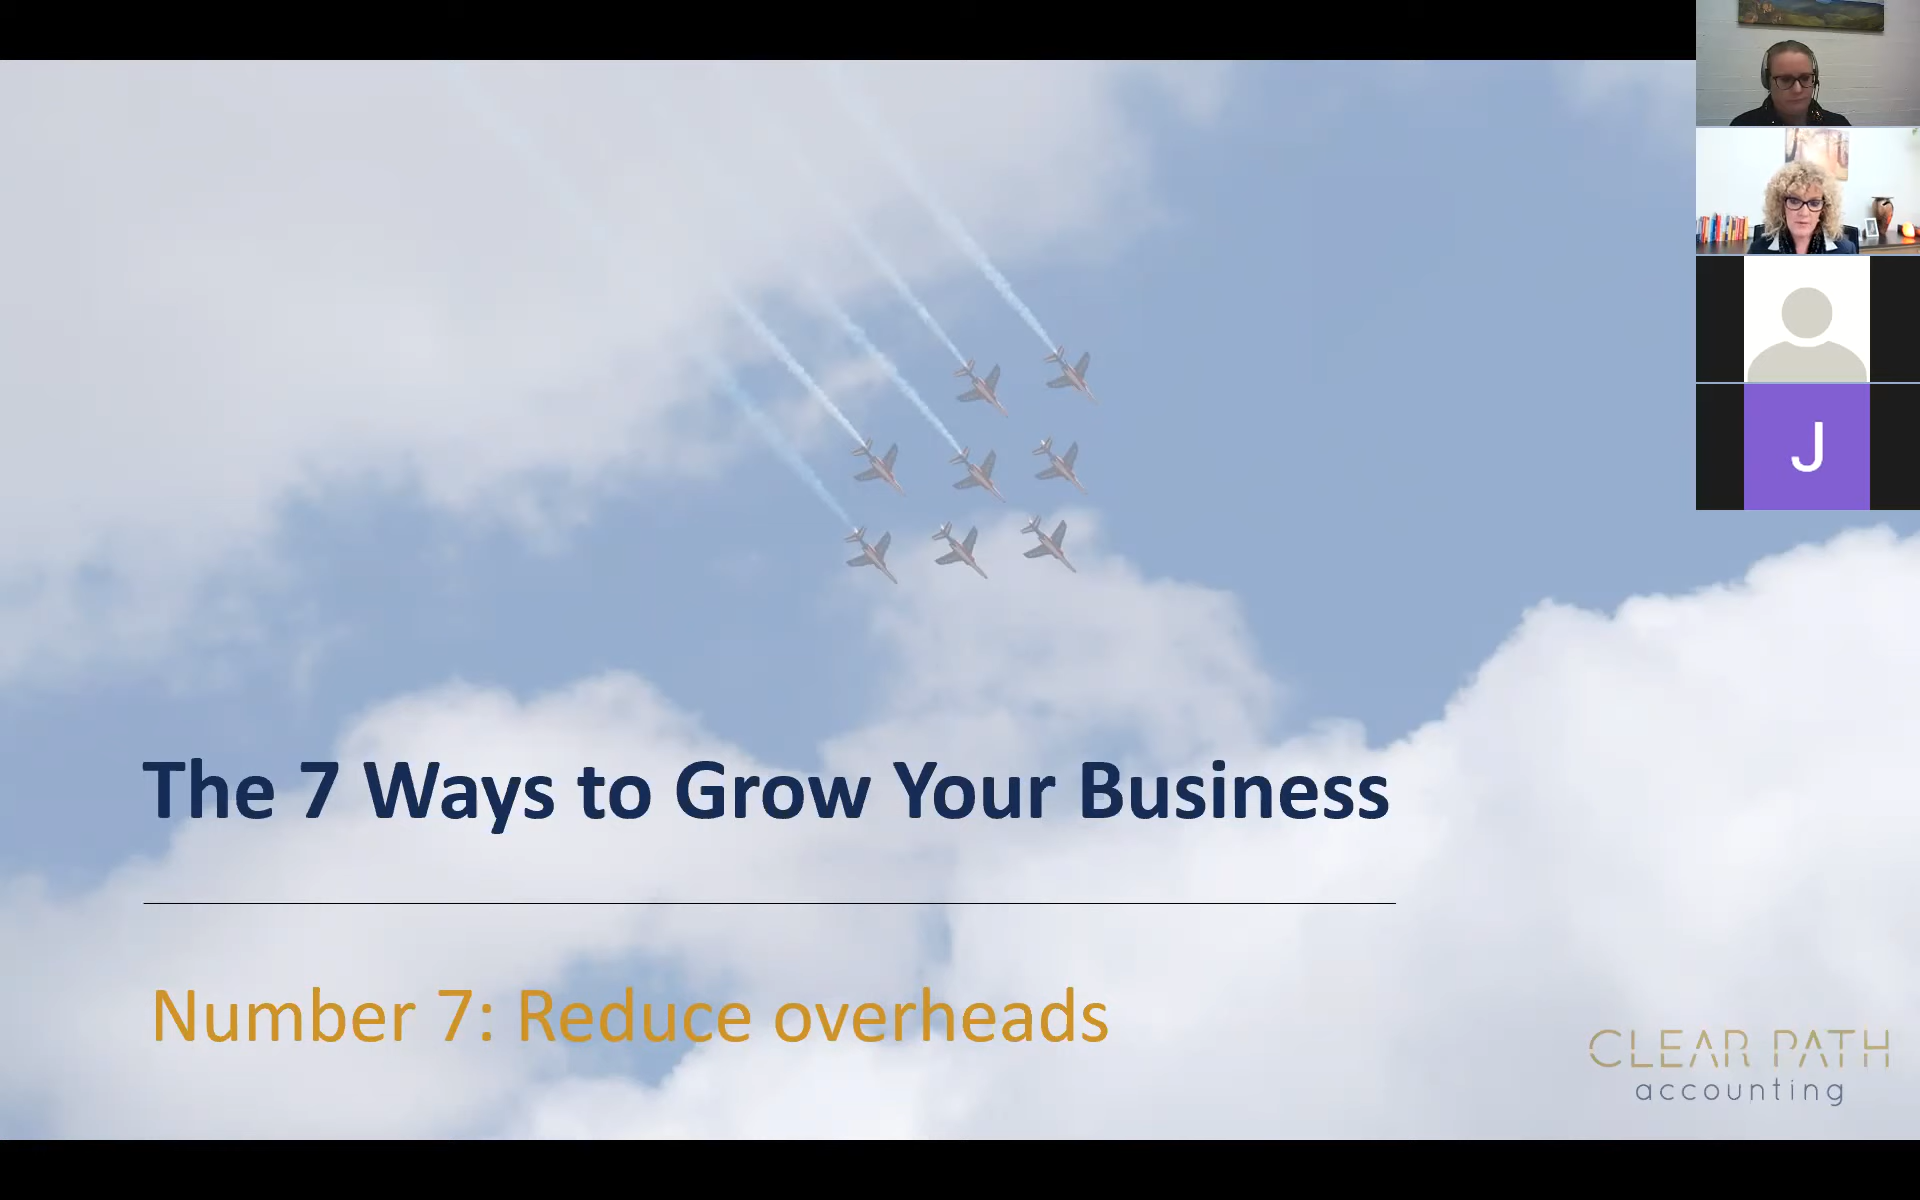 The 7 Ways to Grow Your Business
Number 7: Reduce overheads
CLEAR PATH
accounting
J